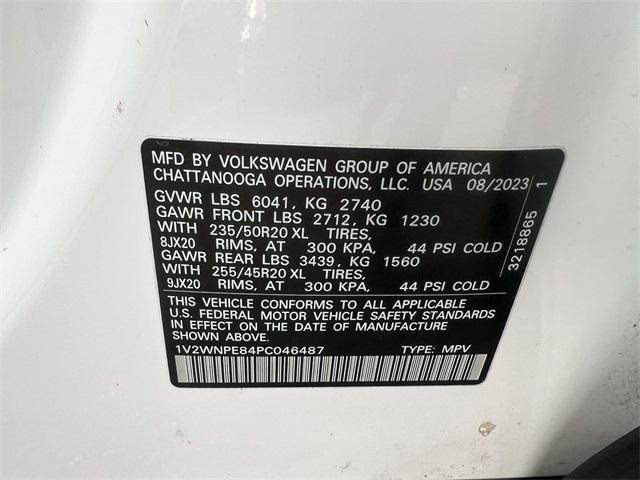 MFD BY VOLKSWAGEN GROUP OF AMERICA
CHATTANOOGA OPERATIONS, LLC. USA 08/2023
GVWR LBS 6041, KG 2740
GAWR FRONT LBS 2712, KG 1230
WITH 235/50R20 XL TIRES,
8JX20 RIMS, AT 300 KPA, 44 PSI COLD
GAWR REAR LBS 3439, KG 1560
WITH 255/45R20 XL TIRES,
9JX20 RIMS, AT 300 KPA, 44 PSI COLD
THIS VEHICLE CONFORMS TO ALL APPLICABLE
U.S. FEDERAL MOTOR VEHICLE SAFETY STANDARDS
IN EFFECT ON THE DATE OF MANUFACTURE
SHOWN ABOVE.
1V2WNPE84PC046487 TYPE: MPV
3218865 1